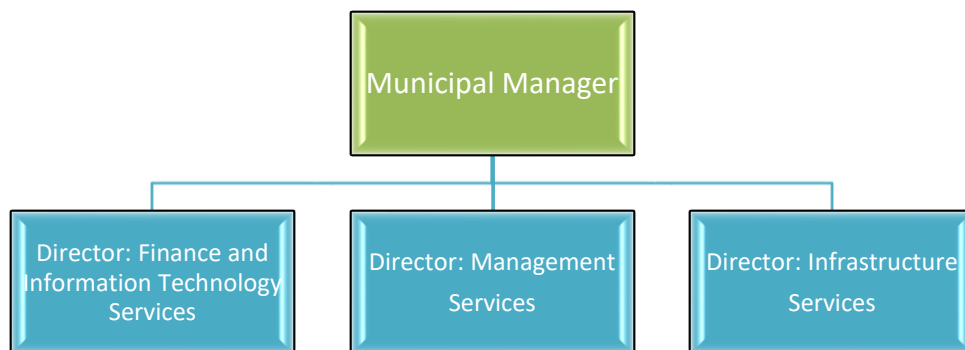 Municipal Manager
Director: Finance and
Information Technology
Services
Director: Management
Services
Director: Infrastructure
Services